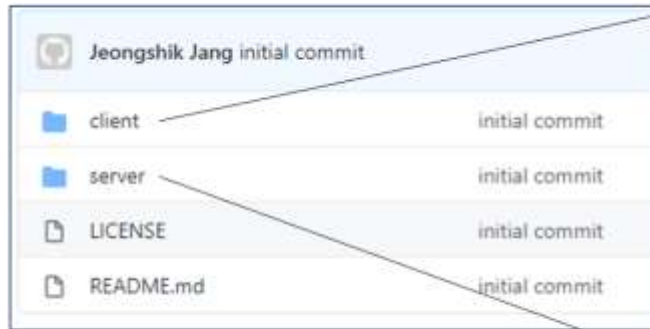 Jeongshik Jang initial commit
client initial commit
server initial commit
LICENSE initial commit
README.md initial commit